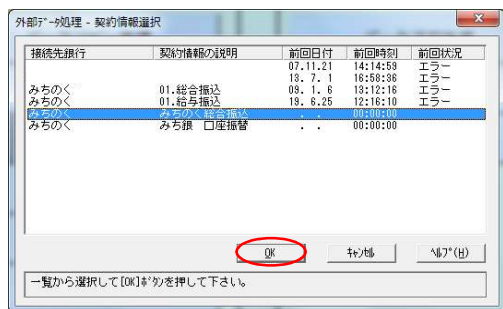 外部ﾃﾞｰﾀ処理 - 契約情報選択
接続先銀行 契約情報の説明 前回日付 前回時刻 前回状況
07.11.21 14:14:59 エラー
13. 7. 1 16:58:36 エラー
みちのく 01.総合振込 09. 1. 6 13:12:16 エラー
みちのく 01.給与振込 19. 6.25 12:16:10 エラー
みちのく みちのく総合振込 . . 00:00:00
みちのく みち銀 口座振替 . . 00:00:00
OK ｷｬﾝｾﾙ ﾍﾙﾌﾟ(H)
一覧から選択して[OK]ﾎﾞﾀﾝを押して下さい。